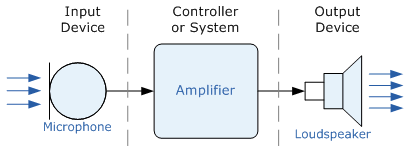 Input
Device
Controller
or System
Output
Device
Microphone
Amplifier
Loudspeaker